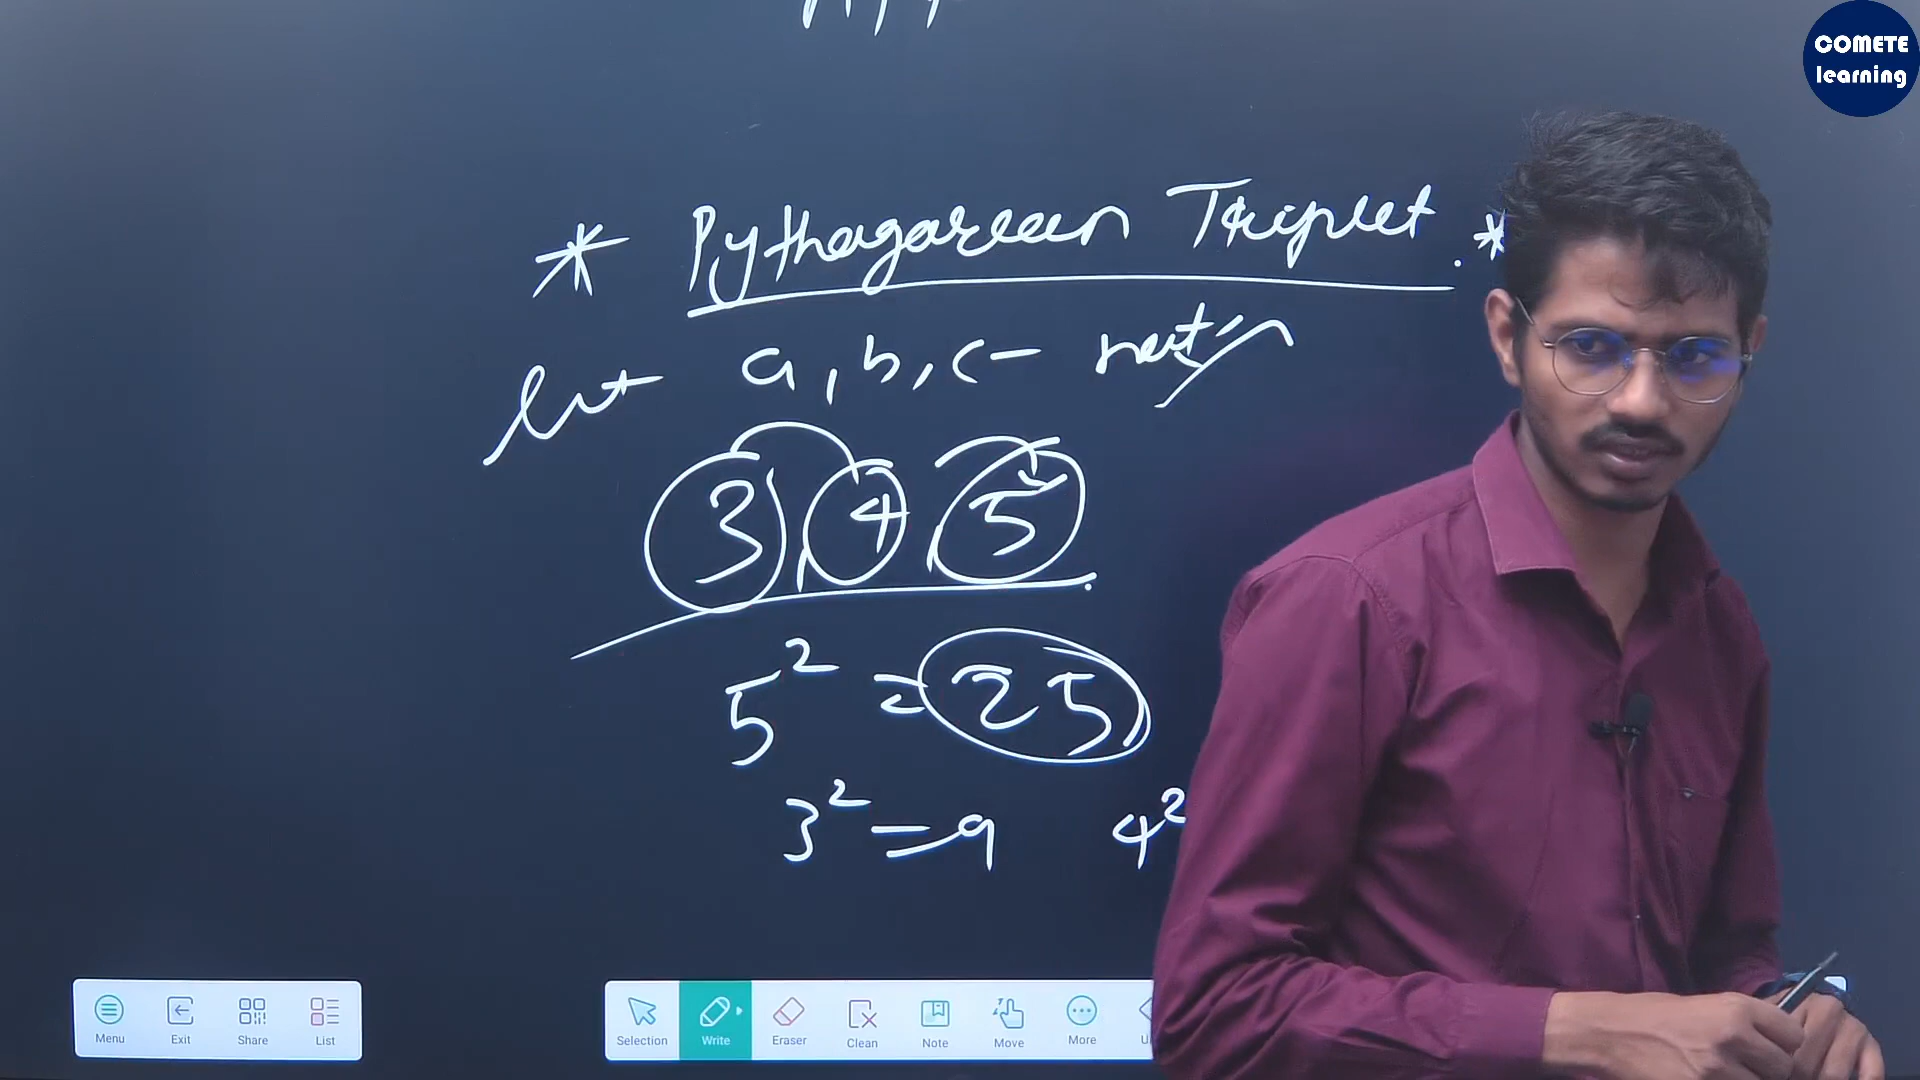 COMETE
learning
* Pythagorean Triplet. *
let a, b, c -
3, 4, 5
5² = 25
3² = 9 4²
Menu Exit Share List
Selection Write Eraser Clean Note Move More